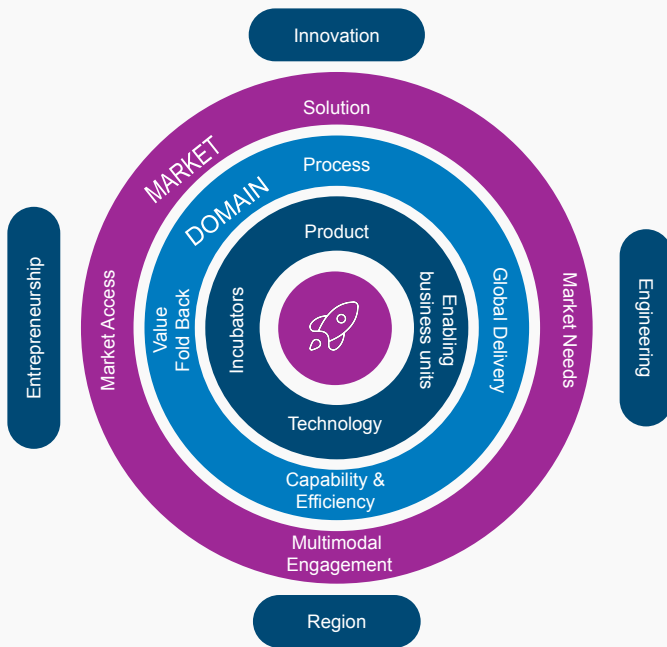 Innovation
Solution
MARKET
Process
DOMAIN
Product
Entrepreneurship
Market Access
Value
Fold Back
Incubators
Enabling
business units
Global Delivery
Market Needs
Engineering
Technology
Capability &
Efficiency
Multimodal
Engagement
Region